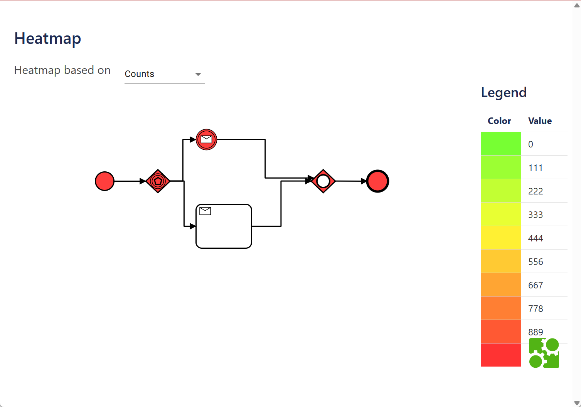 Heatmap
Heatmap based on Counts
Legend
Color Value
0
111
222
333
444
556
667
778
889